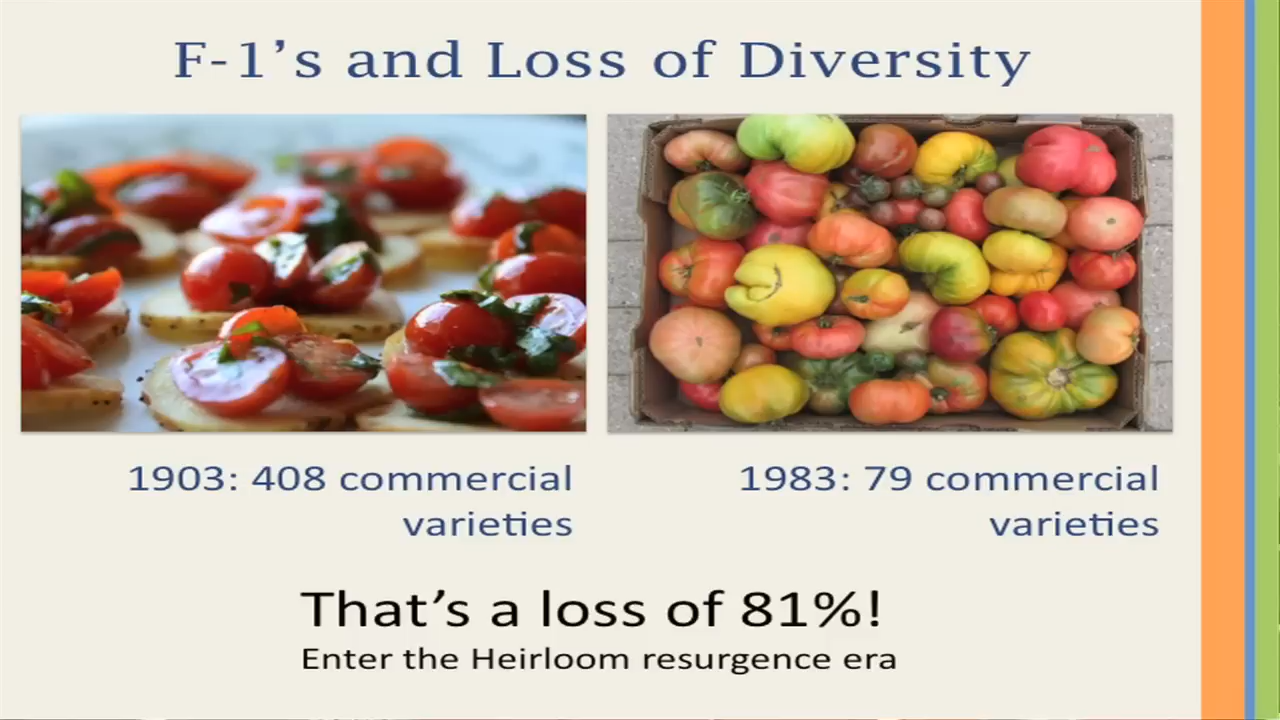 F-1’s and Loss of Diversity
1903: 408 commercial
varieties
1983: 79 commercial
varieties
That’s a loss of 81%!
Enter the Heirloom resurgence era